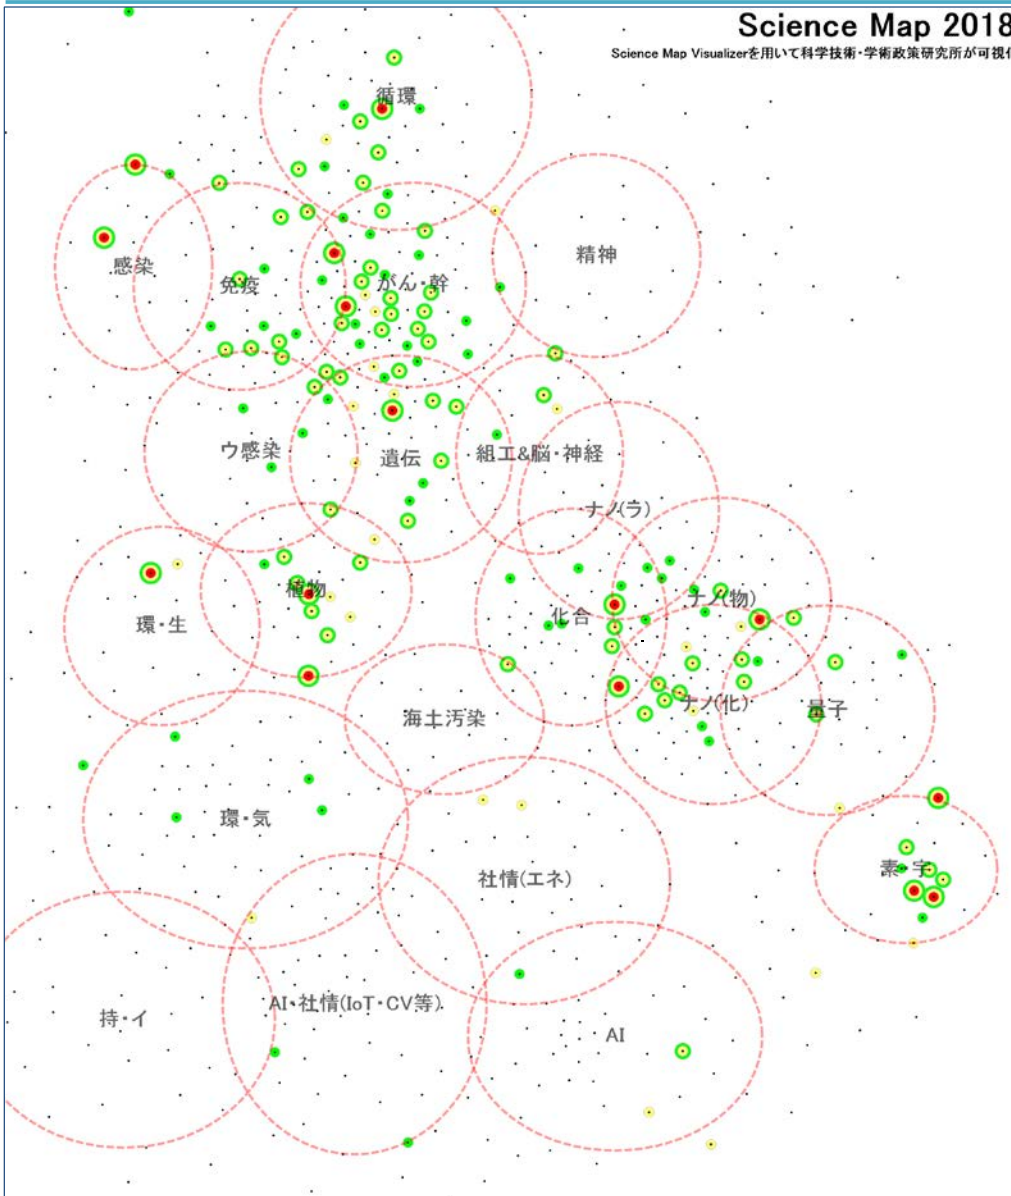 Science Map 2018
Science Map Visualizerを用いて科学技術・学術政策研究所が可視化
循環
精神
感染
免疫
がん・幹
ウ感染
遺伝
組工&脳・神経
ナノ(ラ)
植物
ナノ(物)
化合
環・生
ナノ(化)
量子
海土汚染
環・気
社情(エネ)
素・宇
AI・社情(IoT・CV等)
持・イ
AI